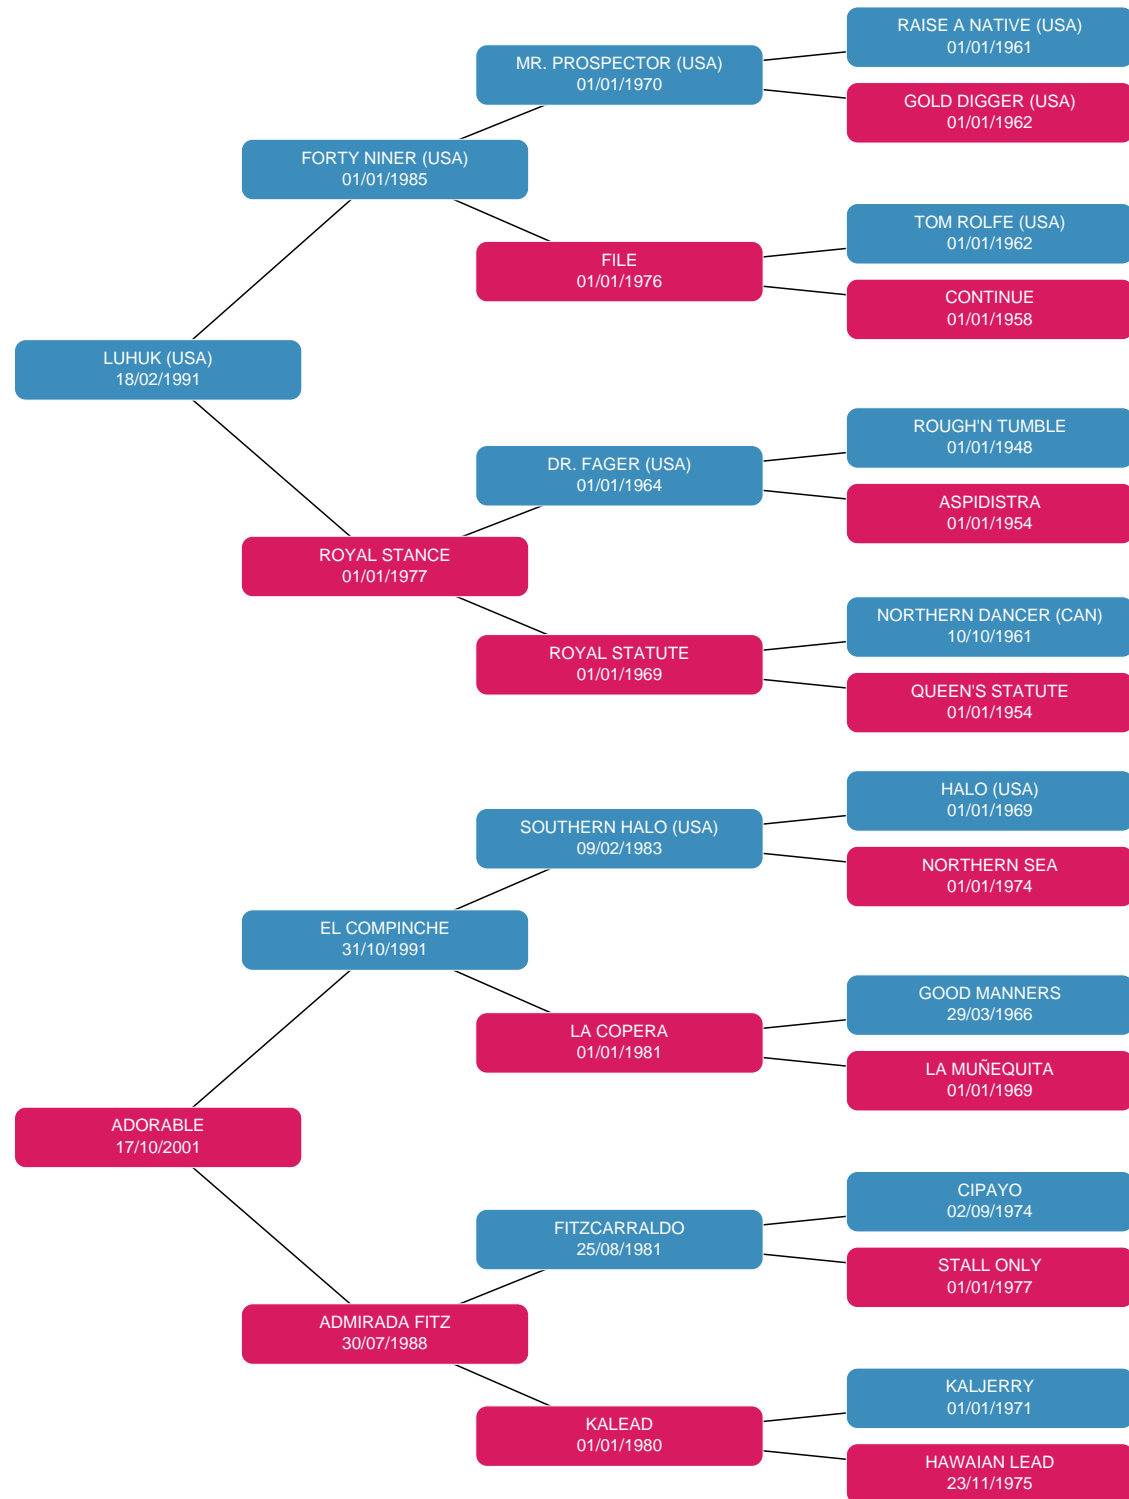 RAISE A NATIVE (USA)
01/01/1961
MR. PROSPECTOR (USA)
01/01/1970
GOLD DIGGER (USA)
01/01/1962
FORTY NINER (USA)
01/01/1985
TOM ROLFE (USA)
01/01/1962
FILE
01/01/1976
CONTINUE
01/01/1958
LUHUK (USA)
18/02/1991
ROUGH'N TUMBLE
01/01/1948
DR. FAGER (USA)
01/01/1964
ASPIDISTRA
01/01/1954
ROYAL STANCE
01/01/1977
NORTHERN DANCER (CAN)
10/10/1961
ROYAL STATUTE
01/01/1969
QUEEN'S STATUTE
01/01/1954
HALO (USA)
01/01/1969
SOUTHERN HALO (USA)
09/02/1983
NORTHERN SEA
01/01/1974
EL COMPINCHE
31/10/1991
GOOD MANNERS
29/03/1966
LA COPERA
01/01/1981
LA MUÑEQUITA
01/01/1969
ADORABLE
17/10/2001
CIPAYO
02/09/1974
FITZCARRALDO
25/08/1981
STALL ONLY
01/01/1977
ADMIRADA FITZ
30/07/1988
KALJERRY
01/01/1971
KALEAD
01/01/1980
HAWAIAN LEAD
23/11/1975